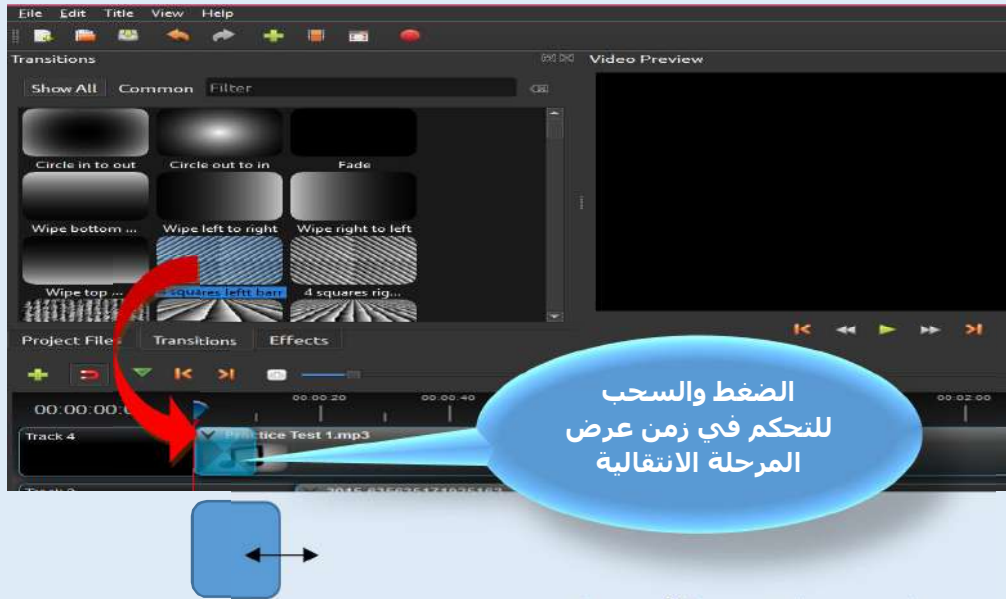 File Edit Title View Help
Transitions
Video Preview
Show All Common Filter
Circle in to out Circle out to in Fade
Wipe bottom ... Wipe left to right Wipe right to left
Wipe top ... squares leftt barr 4 squares rig...
Project Files Transitions Effects
00:00:00: 00:00:20 00:00:40 00:02:00
Track 4 Practice Test 1.mp3
الضغط والسحب
للتحكم في زمن عرض
المرحلة الانتقالية